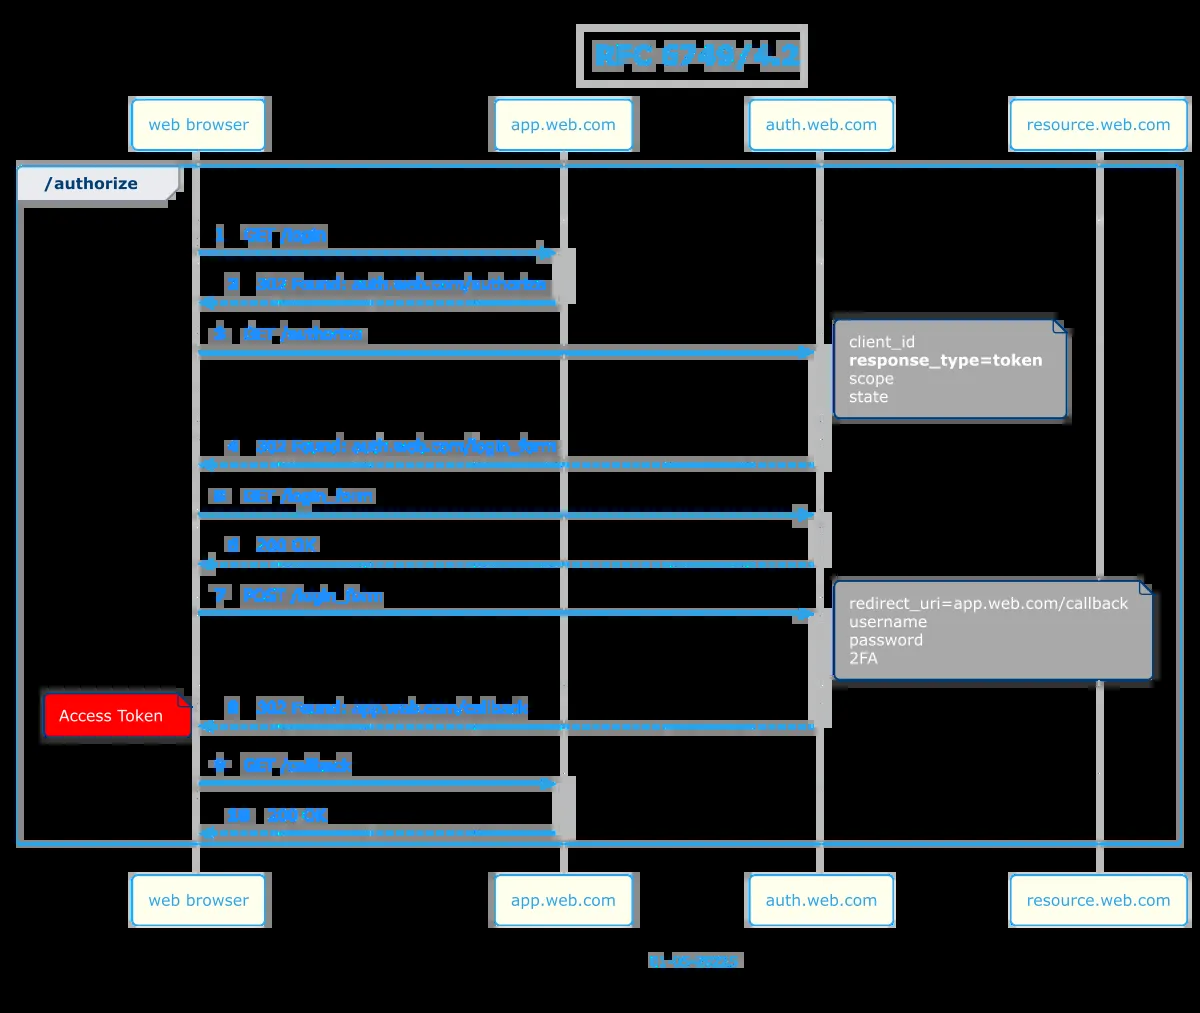 RFC 6749/4.2
web browser
app.web.com
auth.web.com
resource.web.com
/authorize
1 GET /login
2 302 Found: auth.web.com/authorize
3 GET /authorize
client_id
response_type=token
scope
state
4 302 Found: auth.web.com/login_form
5 GET /login_form
6 200 OK
7 POST /login_form
redirect_uri=app.web.com/callback
username
password
2FA
Access Token
8 302 Found: app.web.com/callback
9 GET /callback
10 200 OK
web browser
app.web.com
auth.web.com
resource.web.com